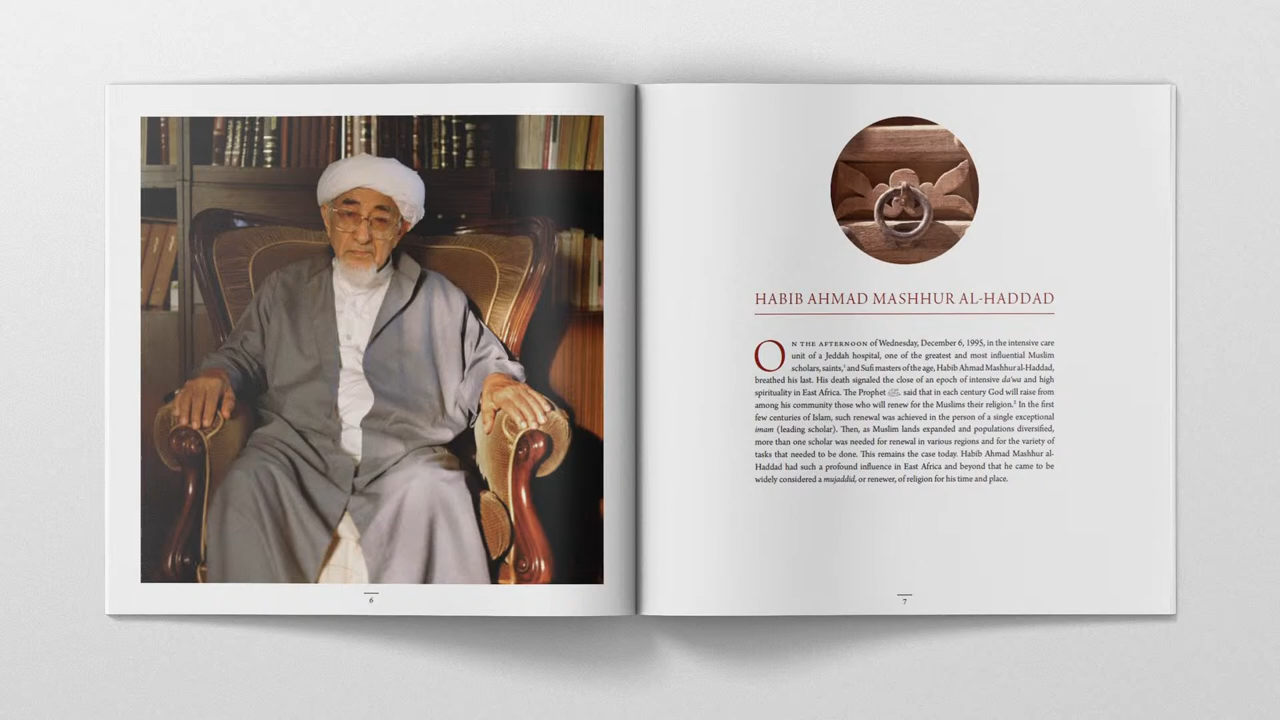 6
HABIB AHMAD MASHHUR AL-HADDAD
ON THE AFTERNOON of Wednesday, December 6, 1995, in the intensive care
unit of a Jeddah hospital, one of the greatest and most influential Muslim
scholars, saints,¹ and Sufi masters of the age, Habib Ahmad Mashhur al-Haddad,
breathed his last. His death signaled the close of an epoch of intensive da'wa and high
spirituality in East Africa. The Prophet ﷺ said that in each century God will raise from
among his community those who will renew for the Muslims their religion.² In the first
few centuries of Islam, such renewal was achieved in the person of a single exceptional
imam (leading scholar). Then, as Muslim lands expanded and populations diversified,
more than one scholar was needed for renewal in various regions and for the variety of
tasks that needed to be done. This remains the case today. Habib Ahmad Mashhur al-
Haddad had such a profound influence in East Africa and beyond that he came to be
widely considered a mujaddid, or renewer, of religion for his time and place.
7